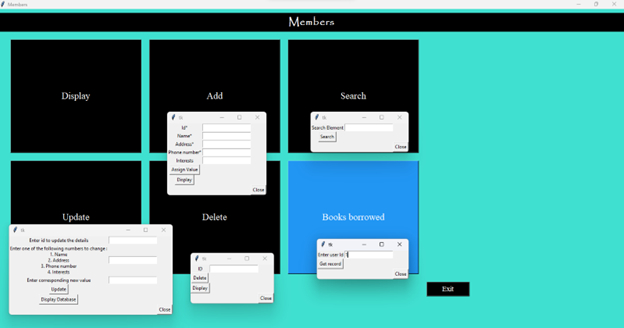 Members
Members
Display
Add
Search
tk
Id*
Name*
Address*
Phone number*
Interests
Assign Value
Display
Close
tk
Search Element
Search
Close
Update
Delete
Books borrowed
tk
Enter id to update the details
Enter one of the following numbers to change :
1. Name
2. Address
3. Phone number
4. Interests
Enter corresponding new value
Update
Display Database
Close
tk
ID
Delete
Display
Close
tk
Enter user Id
Get record
Close
Exit